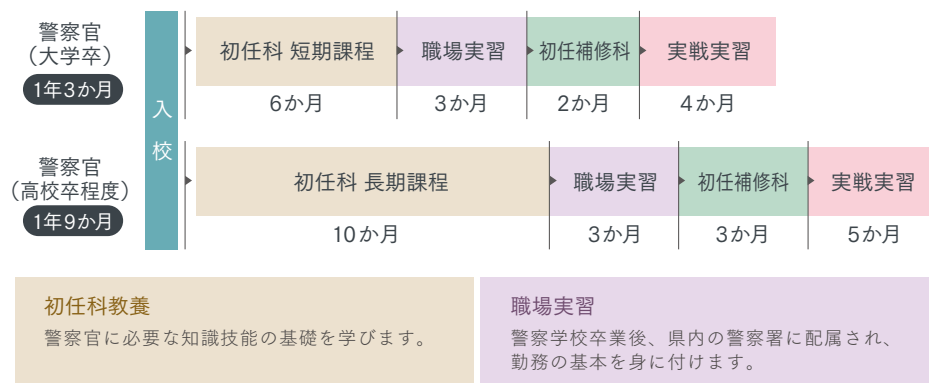 警察官
（大学卒）
1年3か月
入校
初任科 短期課程
職場実習
初任補修科
実戦実習
6か月
3か月
2か月
4か月
警察官
（高校卒程度）
1年9か月
初任科 長期課程
職場実習
初任補修科
実戦実習
10か月
3か月
3か月
5か月
初任科教養
警察官に必要な知識技能の基礎を学びます。
職場実習
警察学校卒業後、県内の警察署に配属され、
勤務の基本を身に付けます。